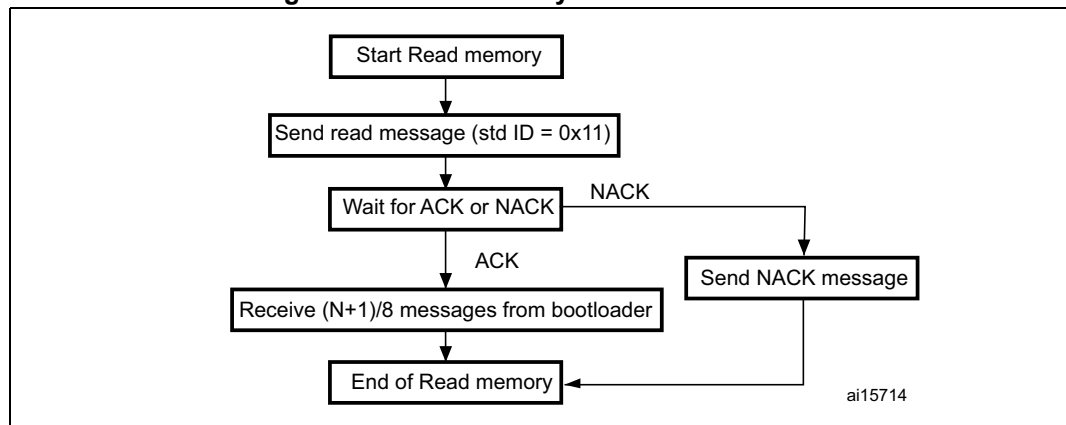 Start Read memory
Send read message (std ID = 0x11)
Wait for ACK or NACK
NACK
ACK
Send NACK message
Receive (N+1)/8 messages from bootloader
End of Read memory
ai15714